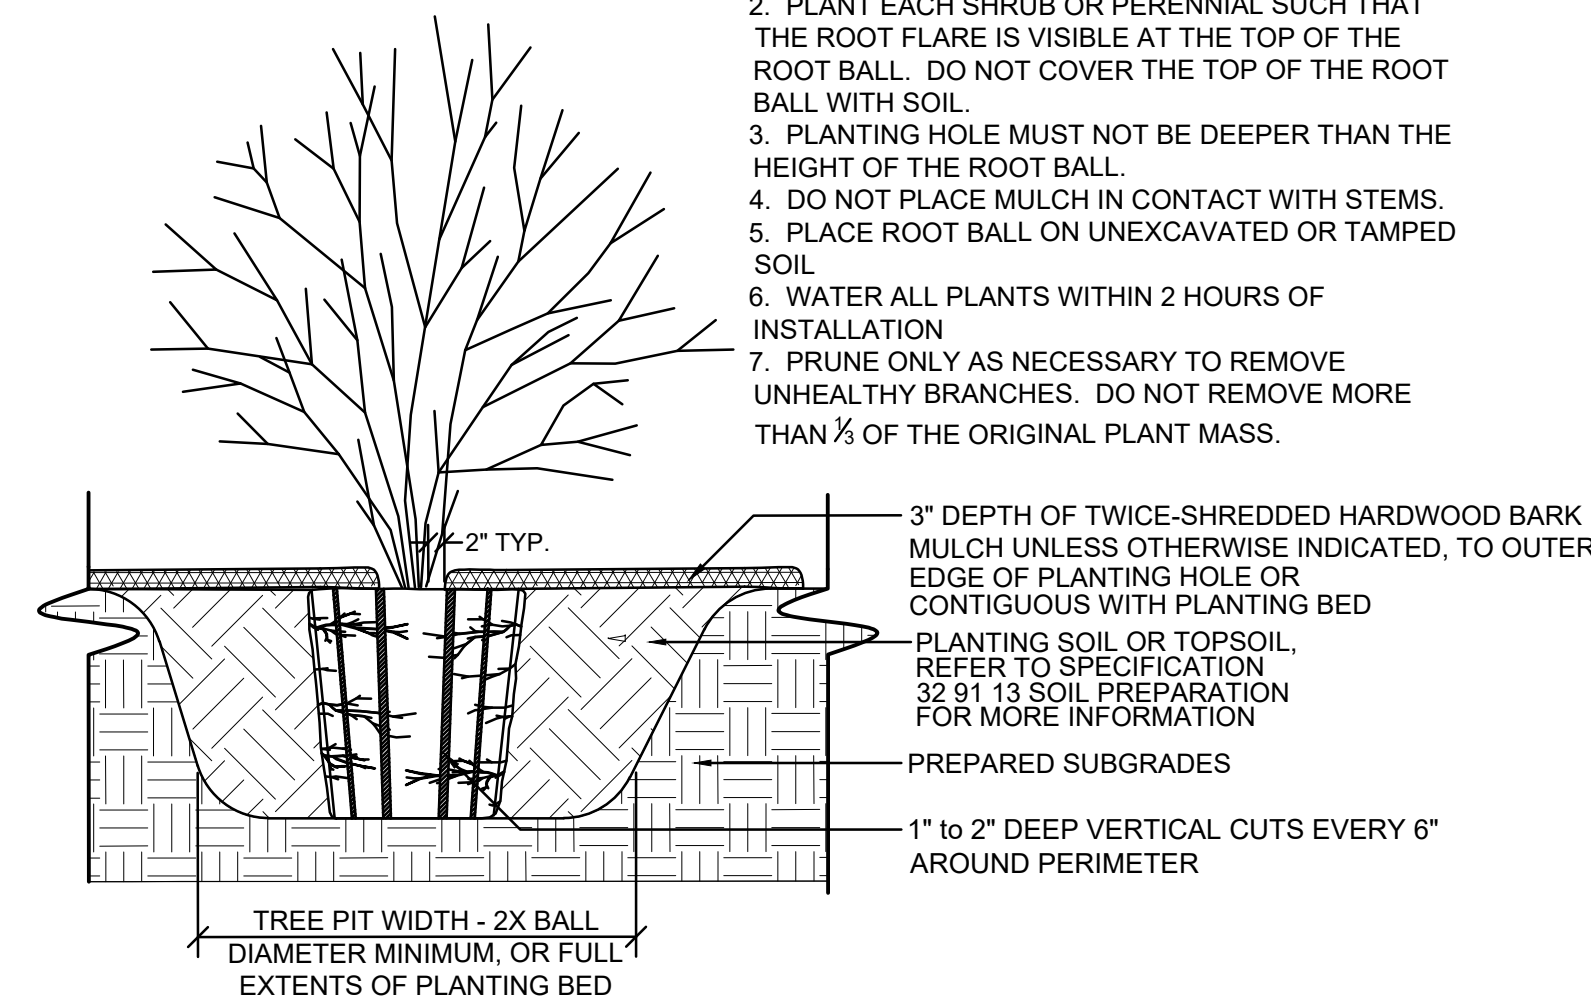 2. PLANT EACH SHRUB OR PERENNIAL SUCH THAT
THE ROOT FLARE IS VISIBLE AT THE TOP OF THE
ROOT BALL. DO NOT COVER THE TOP OF THE ROOT
BALL WITH SOIL.
3. PLANTING HOLE MUST NOT BE DEEPER THAN THE
HEIGHT OF THE ROOT BALL.
4. DO NOT PLACE MULCH IN CONTACT WITH STEMS.
5. PLACE ROOT BALL ON UNEXCAVATED OR TAMPED
SOIL
6. WATER ALL PLANTS WITHIN 2 HOURS OF
INSTALLATION
7. PRUNE ONLY AS NECESSARY TO REMOVE
UNHEALTHY BRANCHES. DO NOT REMOVE MORE
THAN ⅓ OF THE ORIGINAL PLANT MASS.
2" TYP.
3" DEPTH OF TWICE-SHREDDED HARDWOOD BARK
MULCH UNLESS OTHERWISE INDICATED, TO OUTER
EDGE OF PLANTING HOLE OR
CONTIGUOUS WITH PLANTING BED
PLANTING SOIL OR TOPSOIL,
REFER TO SPECIFICATION
32 91 13 SOIL PREPARATION
FOR MORE INFORMATION
PREPARED SUBGRADES
1" to 2" DEEP VERTICAL CUTS EVERY 6"
AROUND PERIMETER
TREE PIT WIDTH - 2X BALL
DIAMETER MINIMUM, OR FULL
EXTENTS OF PLANTING BED